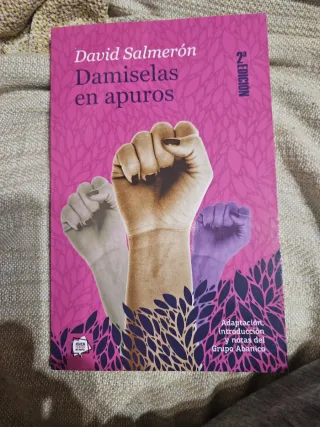 David Salmerón
Damiselas
en apuros
2ª EDICIÓN
Adaptación,
introducción
y notas del
Grupo Abanico